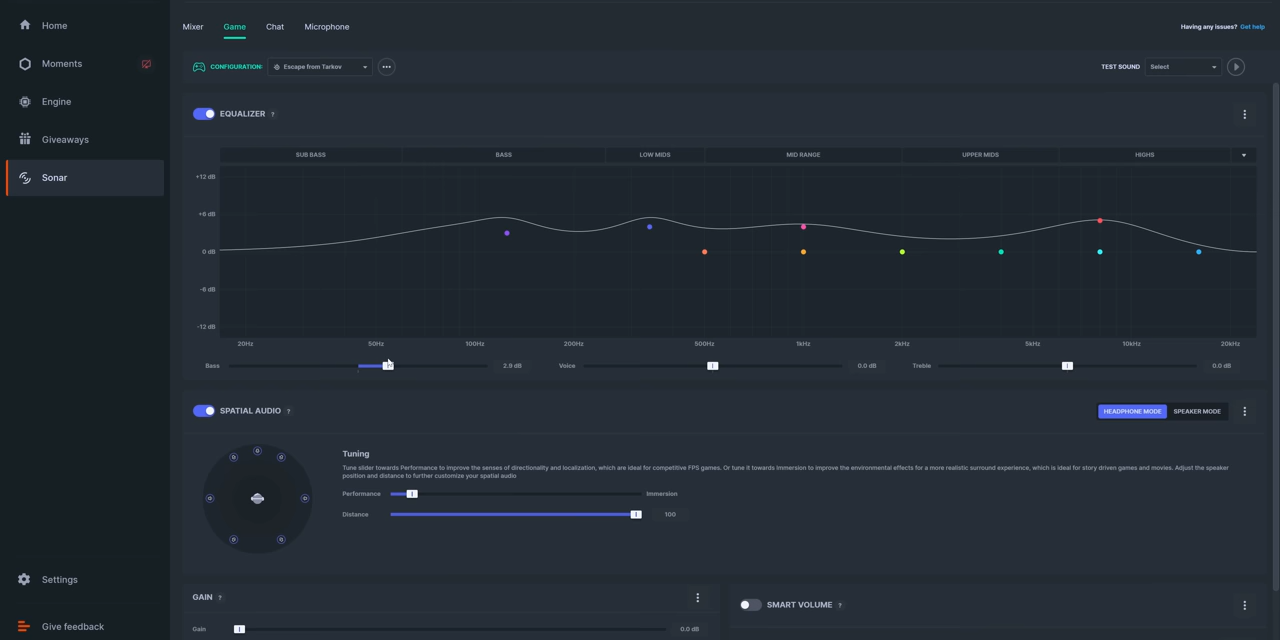 Home
Moments
Engine
Giveaways
Sonar
Settings
Give feedback
Mixer Game Chat Microphone
Having any issues? Get help
CONFIGURATION: Escape from Tarkov
TEST SOUND Select
EQUALIZER ?
SUB BASS BASS LOW MIDS MID RANGE UPPER MIDS HIGHS
+12 dB
+6 dB
0 dB
-6 dB
-12 dB
20Hz 50Hz 100Hz 200Hz 500Hz 1kHz 2kHz 5kHz 10kHz 20kHz
Bass 2.9 dB Voice 0.0 dB Treble 0.0 dB
SPATIAL AUDIO ?
HEADPHONE MODE SPEAKER MODE
Tuning
Tune slider towards Performance to improve the senses of directionality and localization, which are ideal for competitive FPS games. Or tune it towards Immersion to improve the environmental effects for a more realistic surround experience, which is ideal for story driven games and movies. Adjust the speaker
position and distance to further customize your spatial audio
Performance Immersion
Distance 100
GAIN ?
Gain 0.0 dB
SMART VOLUME ?